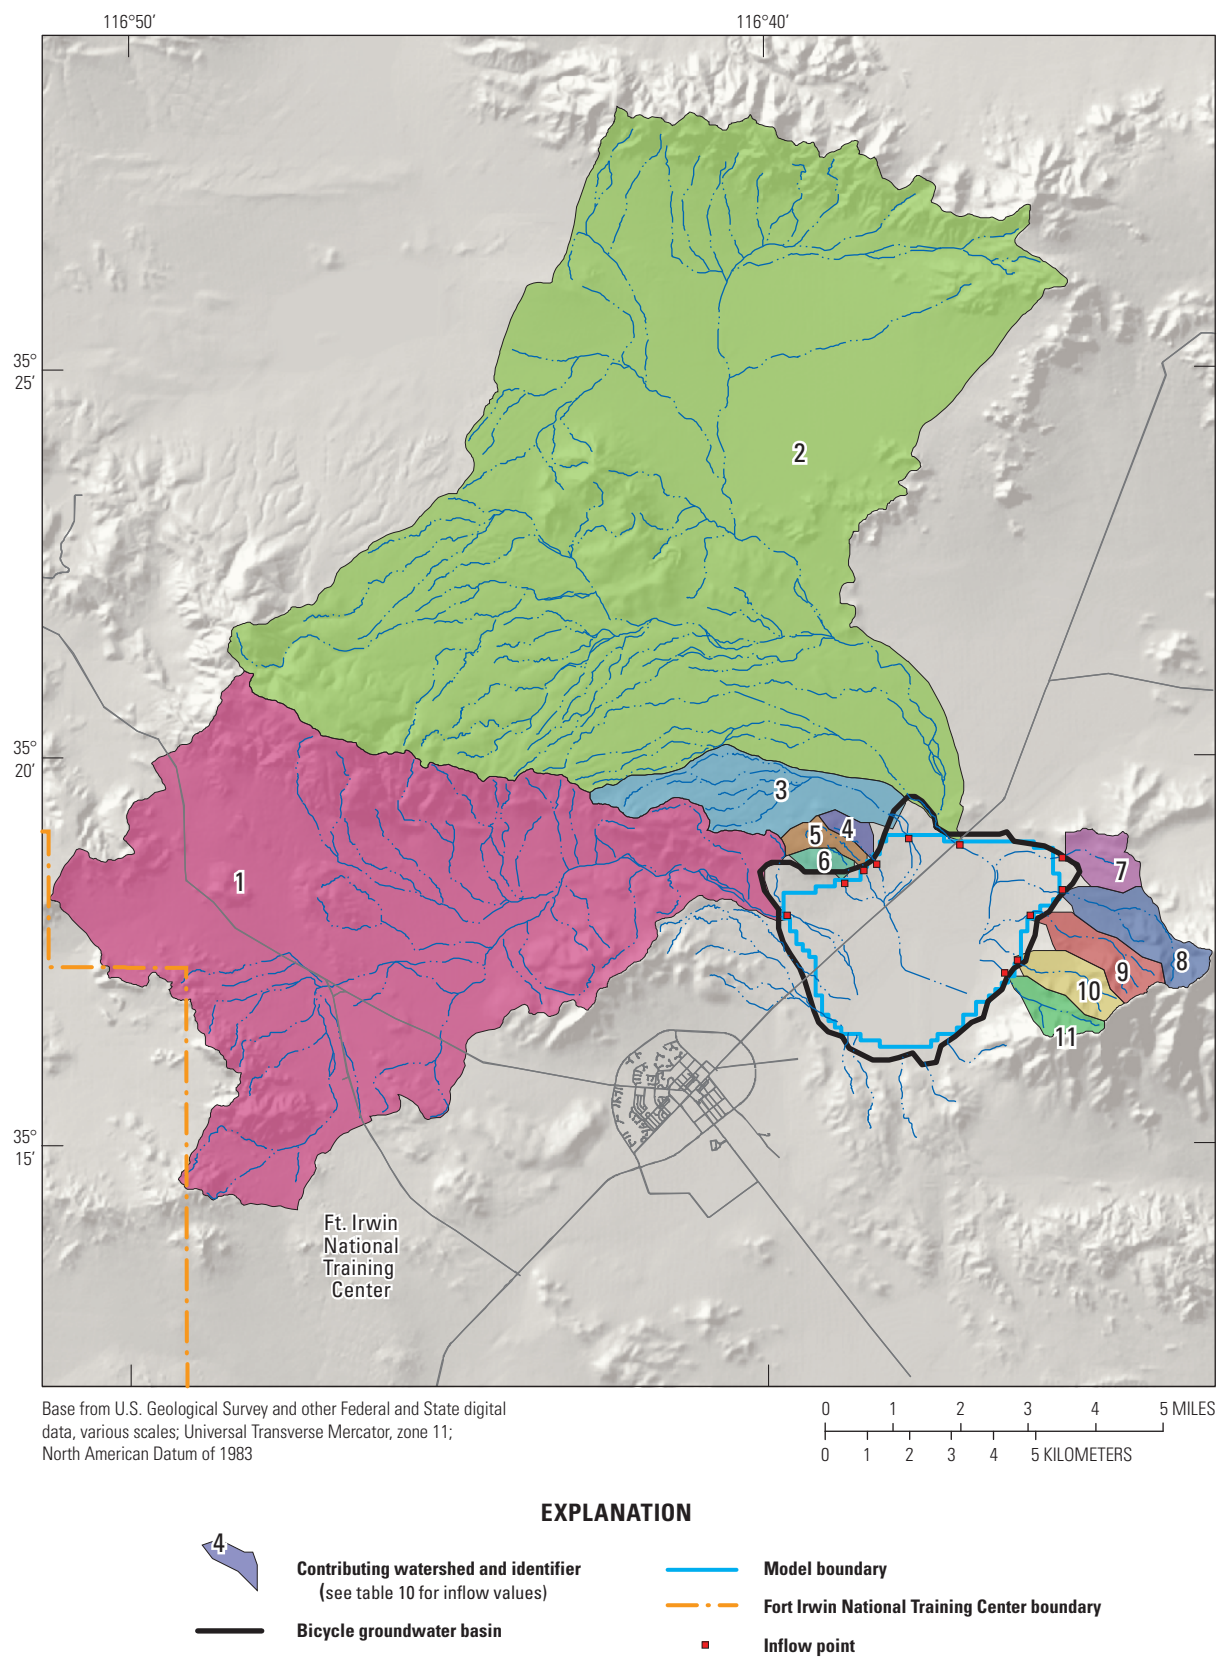 116°50′
116°40′
35°
25′
2
35°
20′
3
5
4
6
7
1
8
9
10
11
35°
15′
Ft. Irwin
National
Training
Center
Base from U.S. Geological Survey and other Federal and State digital
data, various scales; Universal Transverse Mercator, zone 11;
North American Datum of 1983
0 1 2 3 4 5 MILES
0 1 2 3 4 5 KILOMETERS
EXPLANATION
4
Contributing watershed and identifier
(see table 10 for inflow values)
Bicycle groundwater basin
Model boundary
Fort Irwin National Training Center boundary
Inflow point